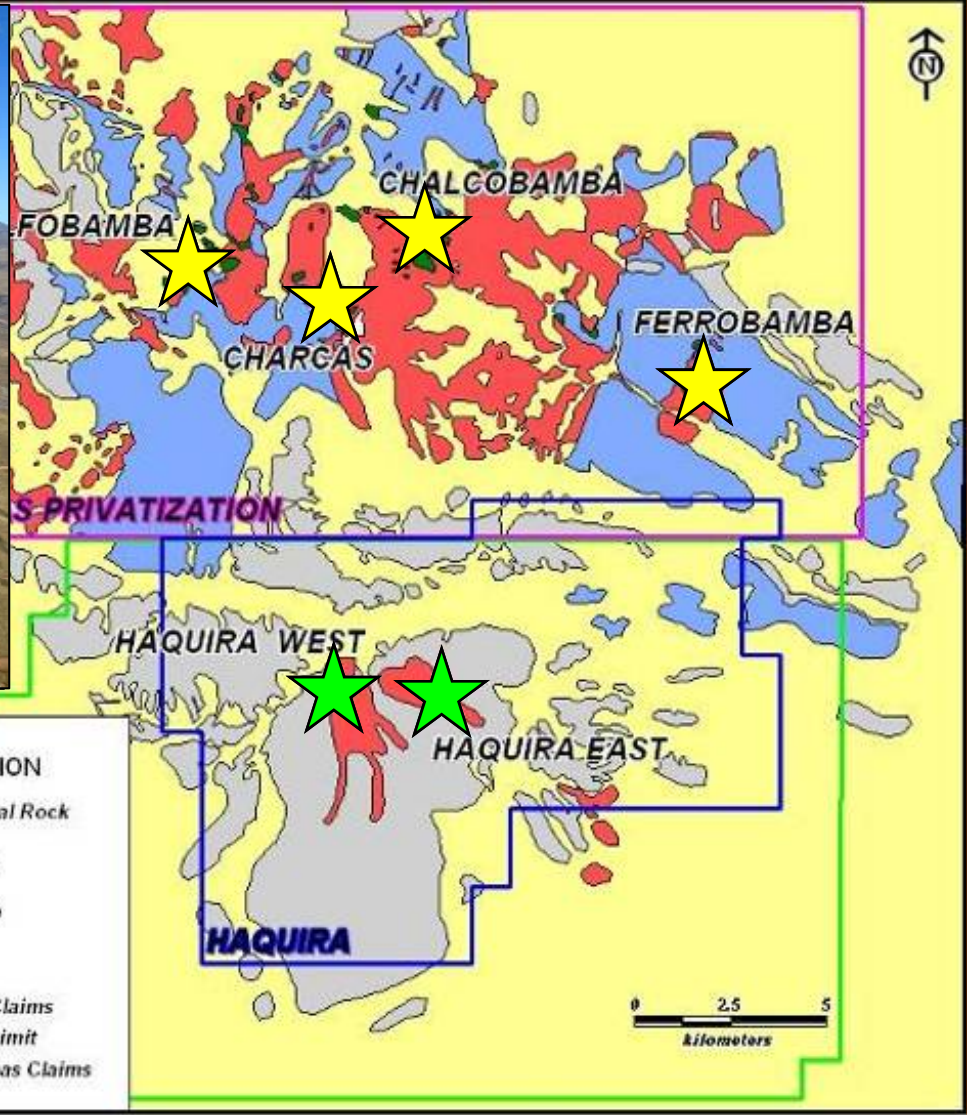 N
CHALCOBAMBA
FOBAMBA
FERROBAMBA
CHARCAS
S PRIVATIZATION
HAQUIRA WEST
HAQUIRA EAST
HAQUIRA
ION
al Rock
Claims
imit
as Claims
0 2.5 5
kilometers